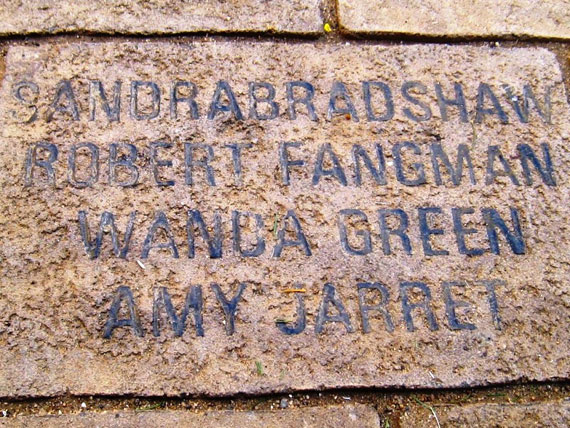 SANDRABRADSHAW
ROBERT FANGMAN
WANDA GREEN
AMY JARRET